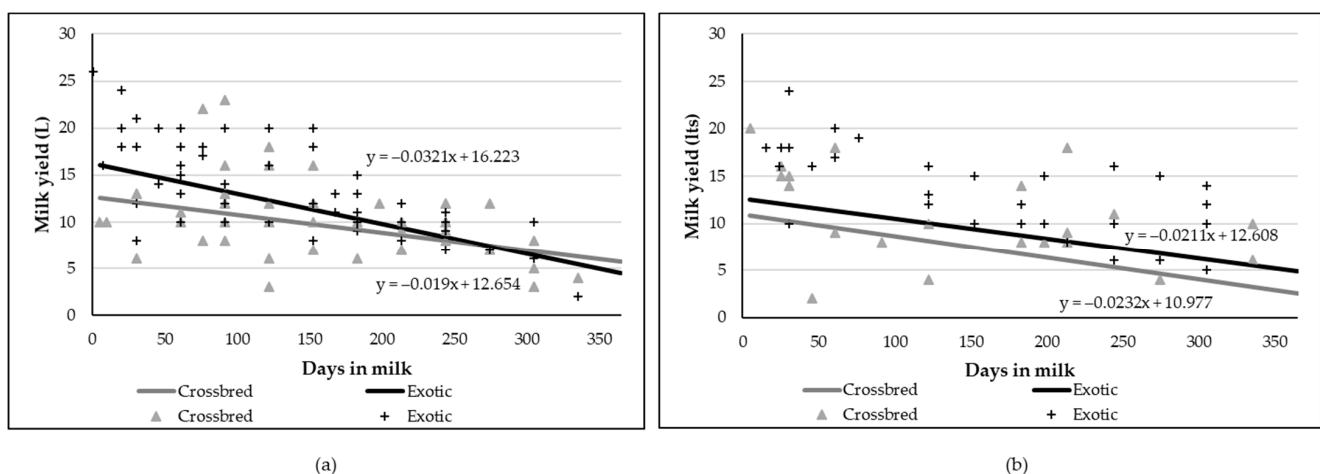 30
25
20
15
10
5
0
Milk yield (L)
y = –0.0321x + 16.223
y = –0.019x + 12.654
0 50 100 150 200 250 300 350
Days in milk
Crossbred Exotic
Crossbred Exotic
(a)
30
25
20
15
10
5
0
Milk yield (lts)
y = –0.0211x + 12.608
y = –0.0232x + 10.977
0 50 100 150 200 250 300 350
Days in milk
Crossbred Exotic
Crossbred Exotic
(b)